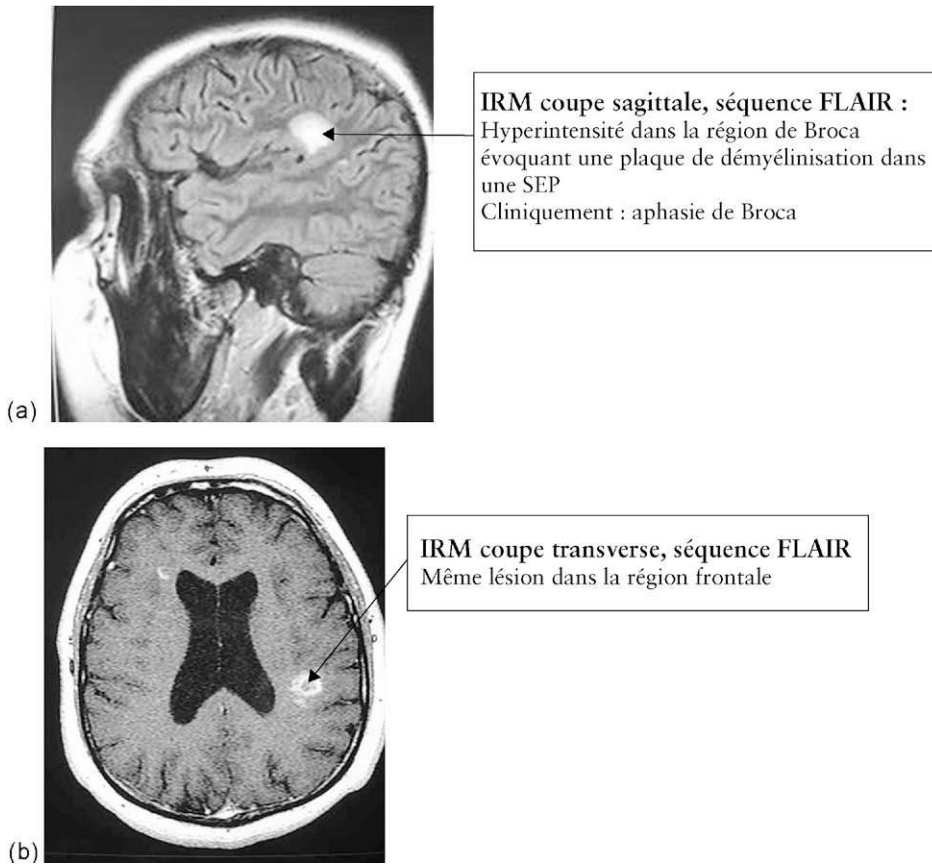 IRM coupe sagittale, séquence FLAIR :
Hyperintensité dans la région de Broca
évoquant une plaque de démyélinisation dans
une SEP
Cliniquement : aphasie de Broca
(a)
IRM coupe transverse, séquence FLAIR
Même lésion dans la région frontale
(b)